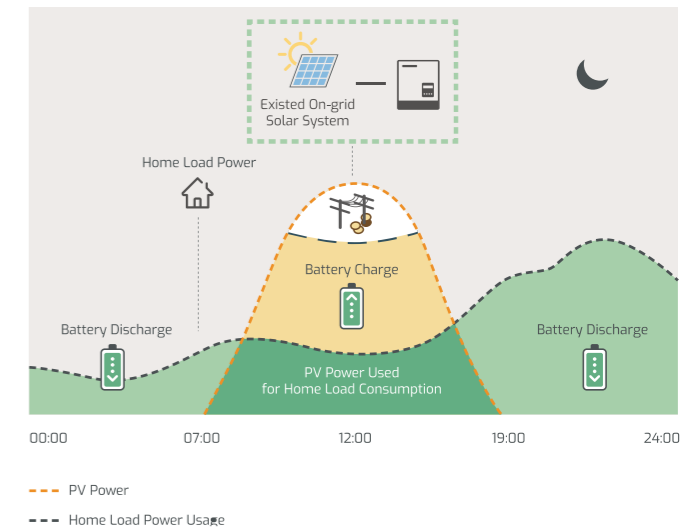 Existed On-grid
Solar System
Home Load Power
Battery Charge
Battery Discharge
Battery Discharge
PV Power Used
for Home Load Consumption
00:00
07:00
12:00
19:00
24:00
PV Power
Home Load Power Usage